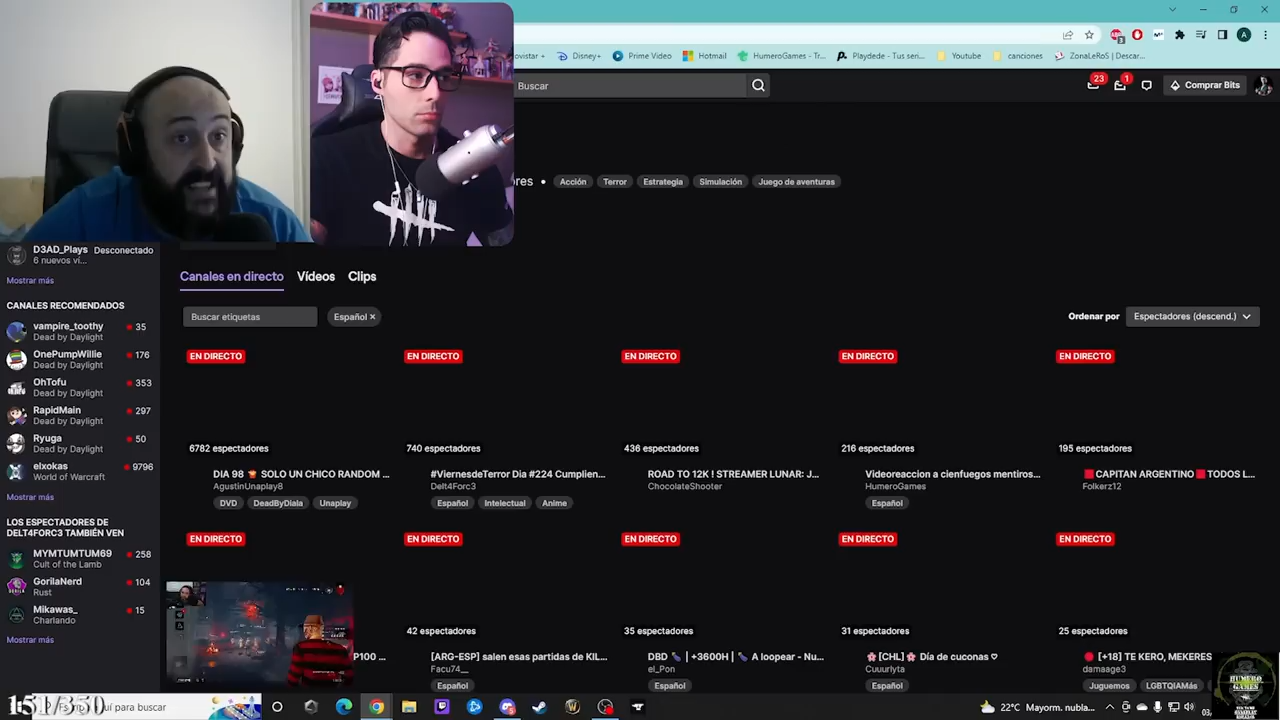 ovistar +
Disney+
Prime Video
Hotmail
HumeroGames - Tr...
Playdede - Tus seri...
Youtube
canciones
ZonaLeRoS | Descar...
A
Buscar
23
1
Comprar Bits
res • Acción Terror Estrategia Simulación Juego de aventuras
D3AD_Plays Desconectado
6 nuevos ví...
Mostrar más
CANALES RECOMENDADOS
vampire_toothy 35
Dead by Daylight
OnePumpWillie 176
Dead by Daylight
OhTofu 353
Dead by Daylight
RapidMain 297
Dead by Daylight
Ryuga 50
Dead by Daylight
elxokas 9796
World of Warcraft
Mostrar más
LOS ESPECTADORES DE
DELT4FORC3 TAMBIÉN VEN
MYMTUMTUM69 258
Cult of the Lamb
GorilaNerd 104
Rust
Mikawas_ 15
Charlando
Mostrar más
Canales en directo Vídeos Clips
Buscar etiquetas Español ×
Ordenar por Espectadores (descend.)
EN DIRECTO EN DIRECTO EN DIRECTO EN DIRECTO EN DIRECTO
6782 espectadores 740 espectadores 436 espectadores 216 espectadores 195 espectadores
DIA 98 SOLO UN CHICO RANDOM ...
AgustinUnaplay8
DVD DeadByDiala Unaplay
#ViernesdeTerror Dia #224 Cumplien...
Delt4Forc3
Español Intelectual Anime
ROAD TO 12K ! STREAMER LUNAR: J...
ChocolateShooter
Videoreaccion a cienfuegos mentiros...
HumeroGames
Español
CAPITAN ARGENTINO TODOS L...
Folkerz12
EN DIRECTO EN DIRECTO EN DIRECTO EN DIRECTO EN DIRECTO
42 espectadores 35 espectadores 31 espectadores 25 espectadores
P100 ...
[ARG-ESP] salen esas partidas de KIL...
Facu74__
Español
DBD | +3600H | A loopear - Nu...
el_Pon
Español
[CHL] Día de cuconas
Cuuurlyta
Español
[+18] TE KERO, MEKERES
damaage3
Juguemos LGBTQIAMás
HUMERO
GAMES
151/350
quí para buscar
22°C Mayorm. nubla...